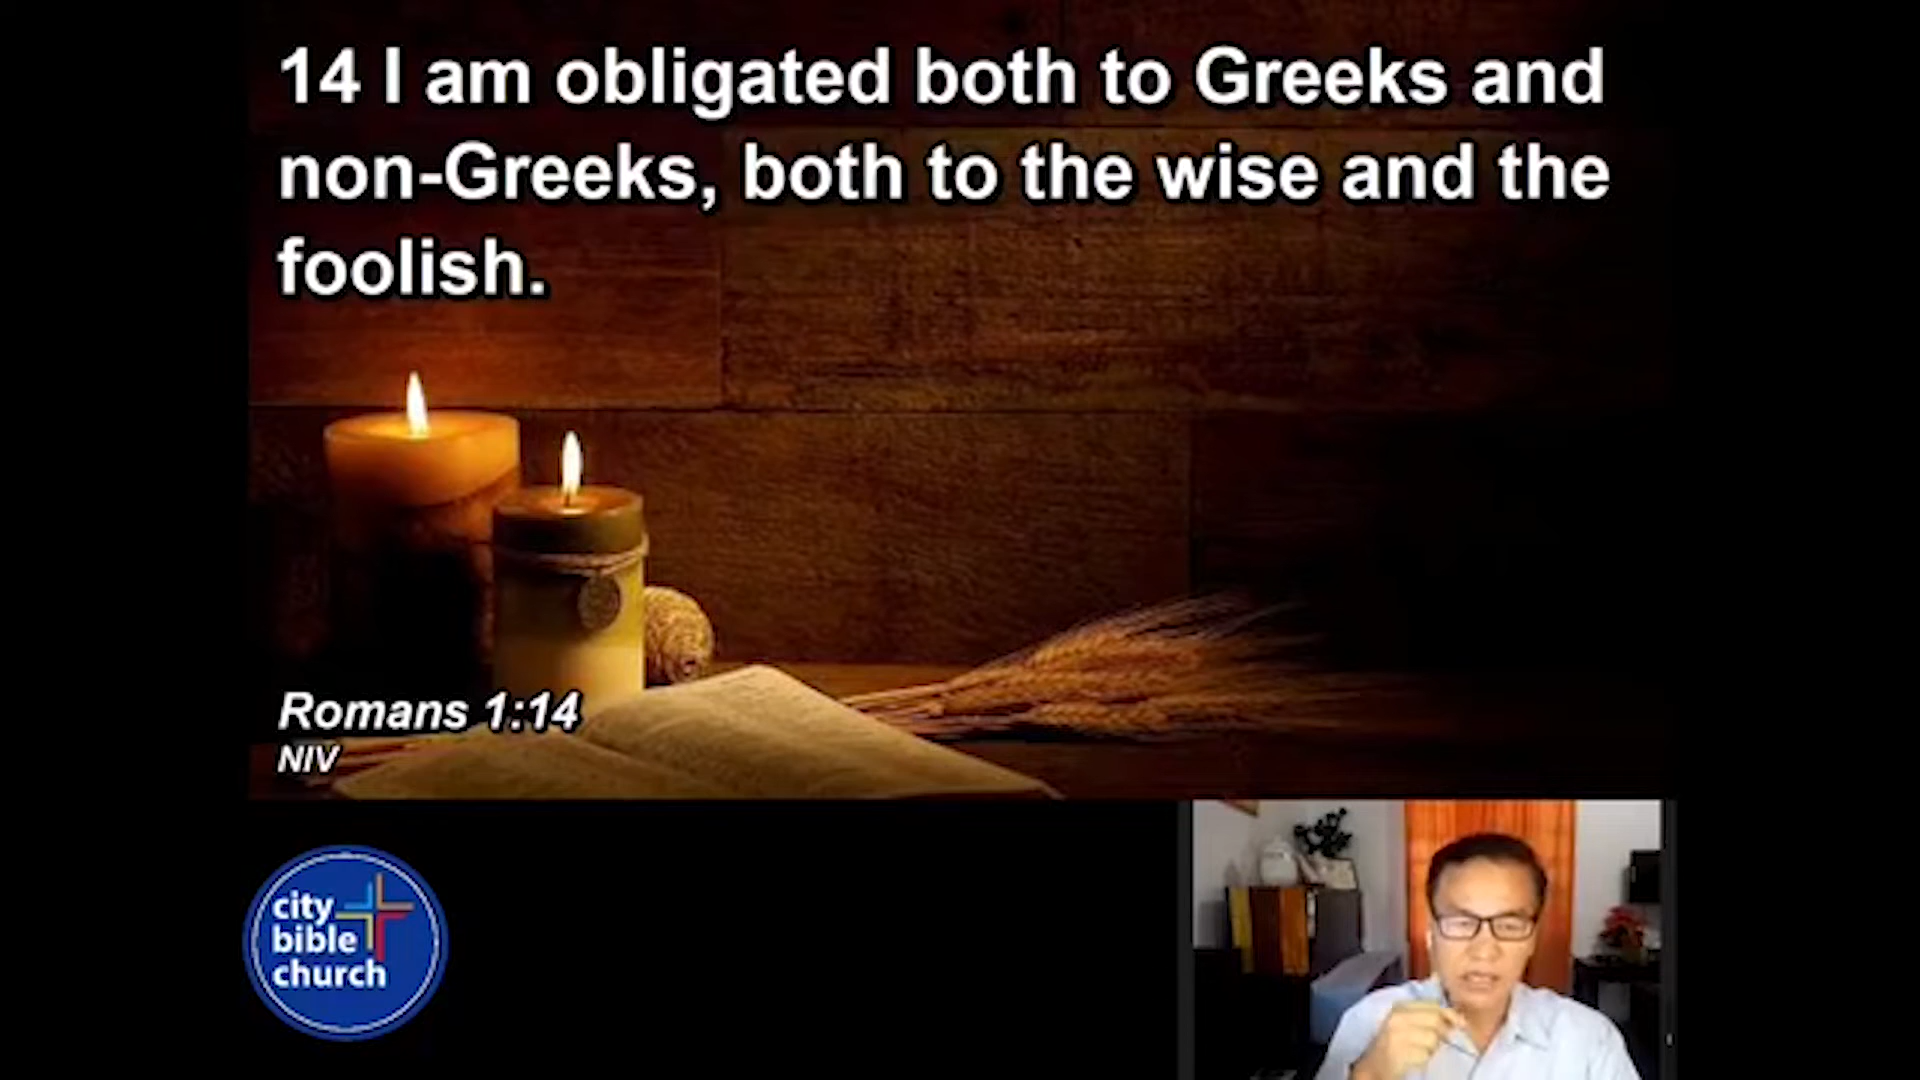 14 I am obligated both to Greeks and
non-Greeks, both to the wise and the
foolish.
Romans 1:14
NIV
city
bible
church